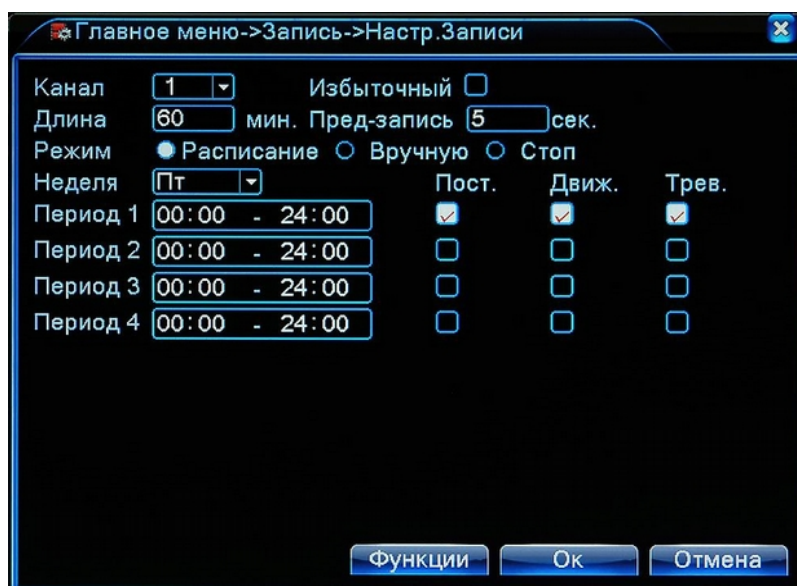 Главное меню->Запись->Настр.Записи
Канал 1 Избыточный
Длина 60 мин. Пред-запись 5 сек.
Режим Расписание Вручную Стоп
Неделя Пт Пост. Движ. Трев.
Период 1 00:00 - 24:00
Период 2 00:00 - 24:00
Период 3 00:00 - 24:00
Период 4 00:00 - 24:00
Функции Ок Отмена